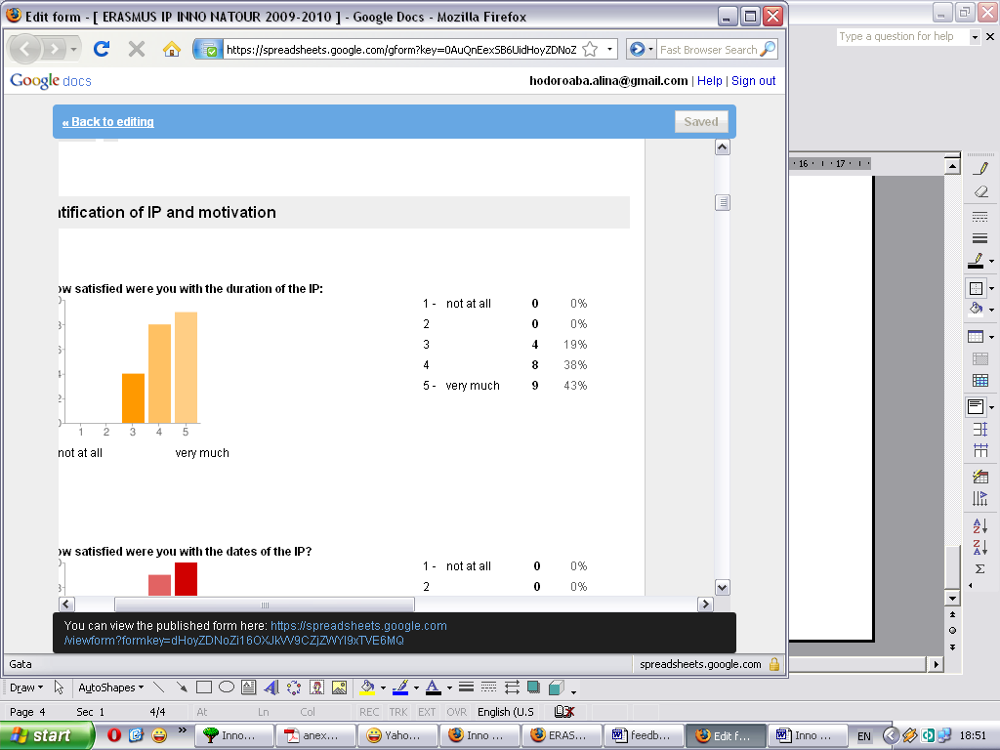 Edit form - [ ERASMUS IP INNO NATOUR 2009-2010 ] - Google Docs - Mozilla Firefox
Type a question for help
https://spreadsheets.google.com/gform?key=0AuQnEexSB6UidHoyZDNoZ
Fast Browser Search
Google docs
hodoroaba.alina@gmail.com | Help | Sign out
« Back to editing
Saved
16 17
ntification of IP and motivation
ow satisfied were you with the duration of the IP:
1 - not at all 0 0%
2 0 0%
3 4 19%
4 8 38%
5 - very much 9 43%
1 2 3 4 5
not at all very much
ow satisfied were you with the dates of the IP?
1 - not at all 0 0%
2 0 0%
You can view the published form here: https://spreadsheets.google.com
/viewform?formkey=dHoyZDNoZi16OXJkVV9CZjZWYl9xTVE6MQ
Gata
spreadsheets.google.com
Draw AutoShapes
Page 4 Sec 1 4/4 At Ln Col REC TRK EXT OVR English (U.S
start
Inno...
anex...
Yaho...
Inno ...
ERAS...
feedb...
Edit f...
Inno ...
EN
18:51